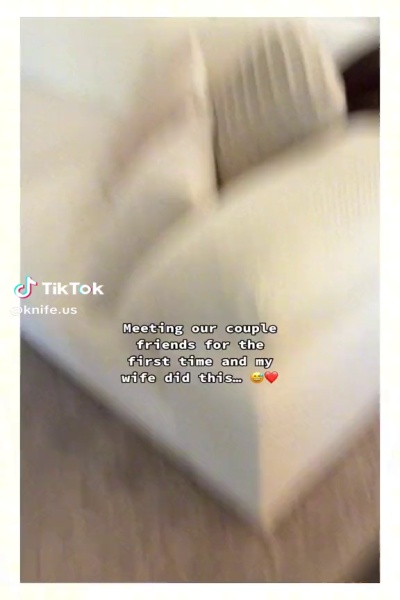 TikTok
@knife.us
Meeting our couple
friends for the
first time and my
wife did this… 😅❤️